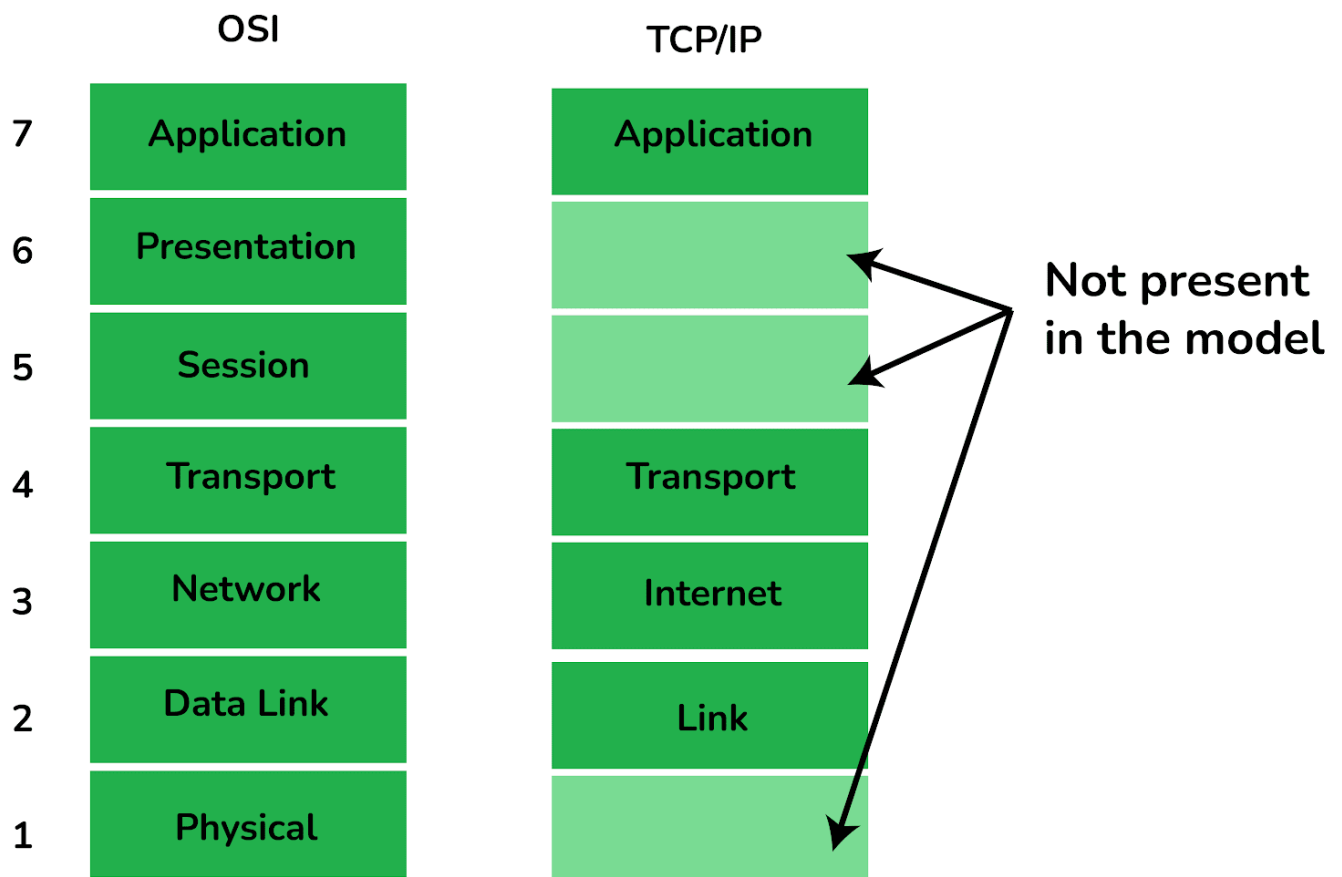 OSI
TCP/IP
7
Application
Application
6
Presentation
5
Session
4
Transport
Transport
3
Network
Internet
2
Data Link
Link
1
Physical
Not present
in the model